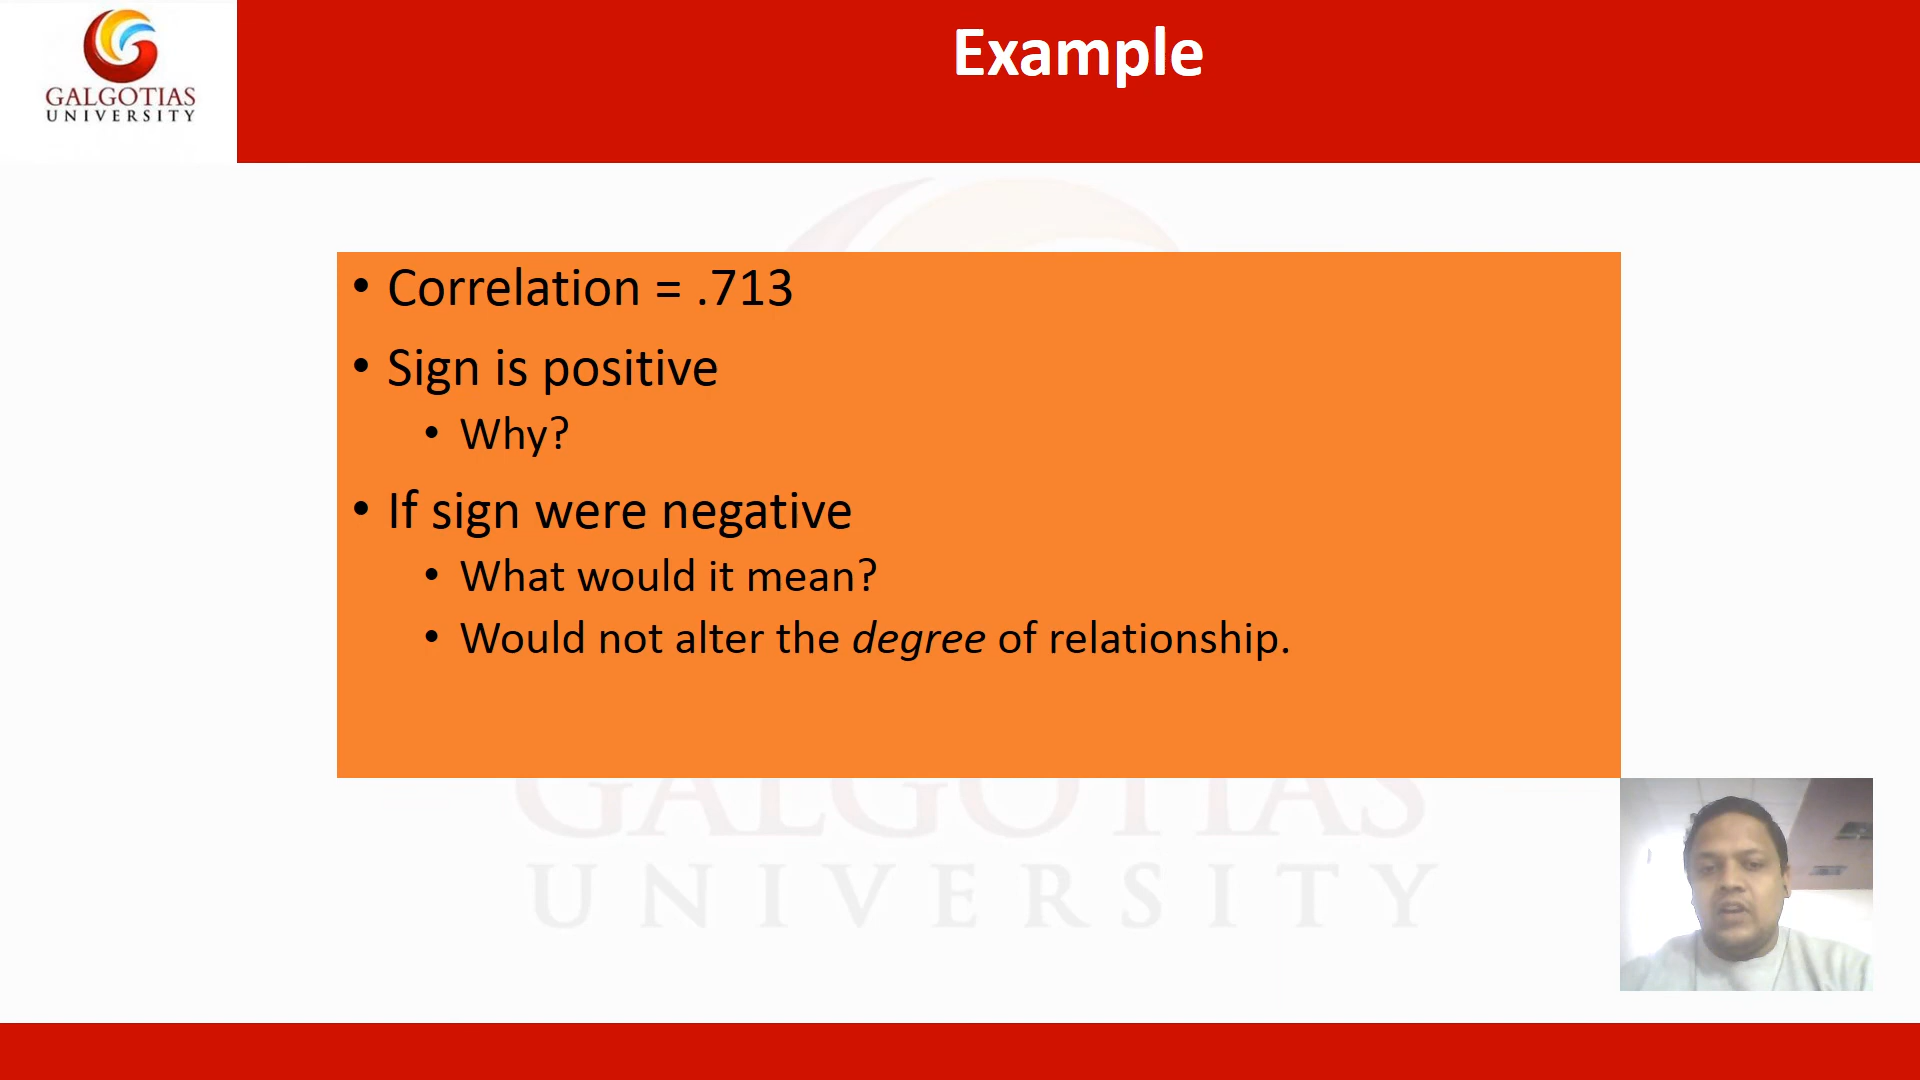 GALGOTIAS
UNIVERSITY
Example
• Correlation = .713
• Sign is positive
• Why?
• If sign were negative
• What would it mean?
• Would not alter the degree of relationship.
GALGOTIAS
UNIVERSITY